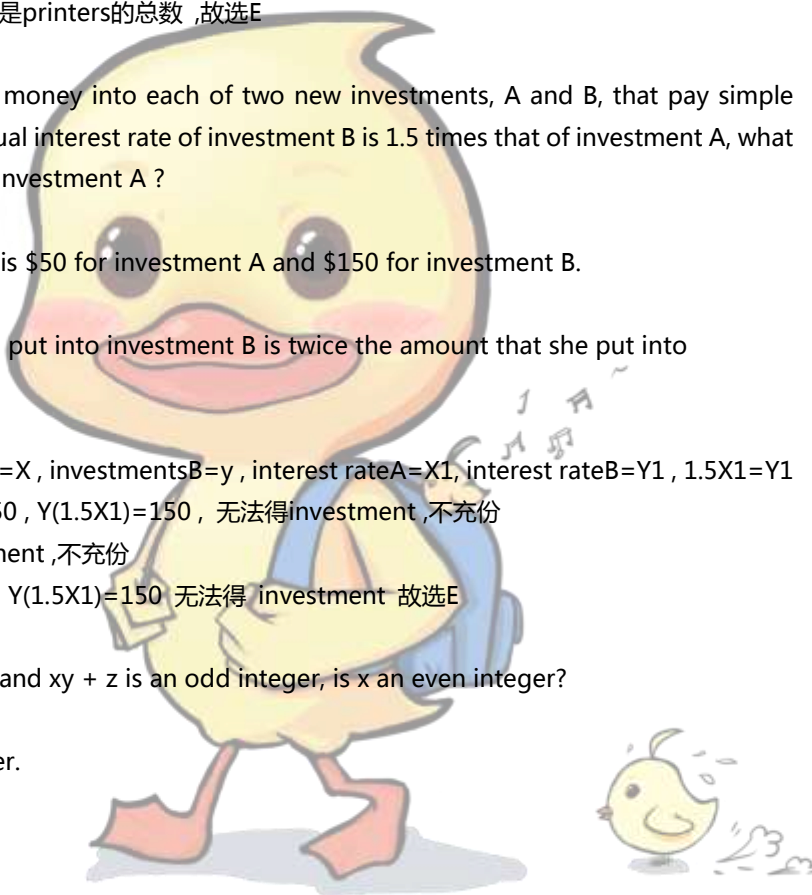 是printers的总数 ,故选E
money into each of two new investments, A and B, that pay simple
ual interest rate of investment B is 1.5 times that of investment A, what
nvestment A ?
is $50 for investment A and $150 for investment B.
put into investment B is twice the amount that she put into
=X , investmentsB=y , interest rateA=X1, interest rateB=Y1 , 1.5X1=Y1
50 , Y(1.5X1)=150 , 无法得investment ,不充份
ment ,不充份
Y(1.5X1)=150 无法得 investment 故选E
and xy + z is an odd integer, is x an even integer?
er.